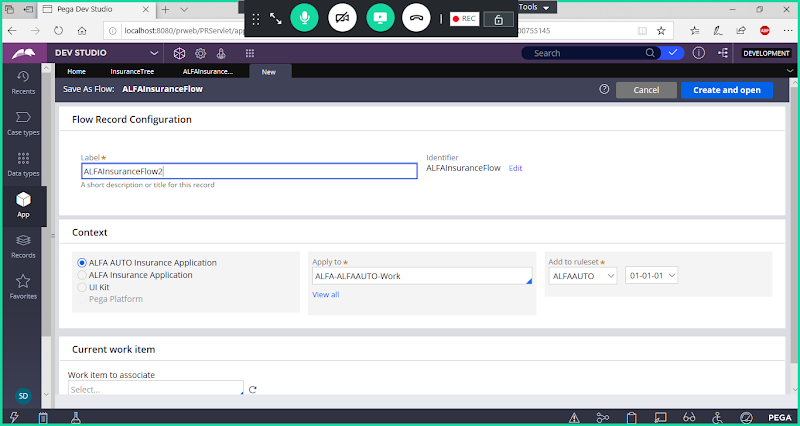 Pega Dev Studio
Tools
localhost:8080/prweb/PRServlet/app
00755145
REC
ABP
DEV STUDIO
Search
DEVELOPMENT
Home
InsuranceTree
ALFAInsurance...
New
Save As Flow: ALFAInsuranceFlow
Cancel
Create and open
Recents
Case types
Data types
App
Records
Favorites
SD
Flow Record Configuration
Label *
ALFAInsuranceFlow2
A short description or title for this record
Identifier
ALFAInsuranceFlow Edit
Context
ALFA AUTO Insurance Application
ALFA Insurance Application
UI Kit
Pega Platform
Apply to *
ALFA-ALFAAUTO-Work
View all
Add to ruleset *
ALFAAUTO
01-01-01
Current work item
Work item to associate
Select...
PEGA